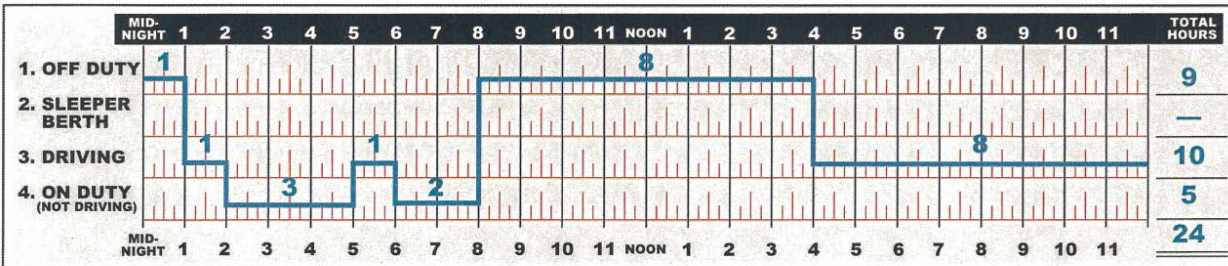 MID-NIGHT 1 2 3 4 5 6 7 8 9 10 11 NOON 1 2 3 4 5 6 7 8 9 10 11 TOTAL HOURS
1. OFF DUTY 1 8 9
2. SLEEPER BERTH —
3. DRIVING 1 1 8 10
4. ON DUTY (NOT DRIVING) 3 2 5
MID-NIGHT 1 2 3 4 5 6 7 8 9 10 11 NOON 1 2 3 4 5 6 7 8 9 10 11 24